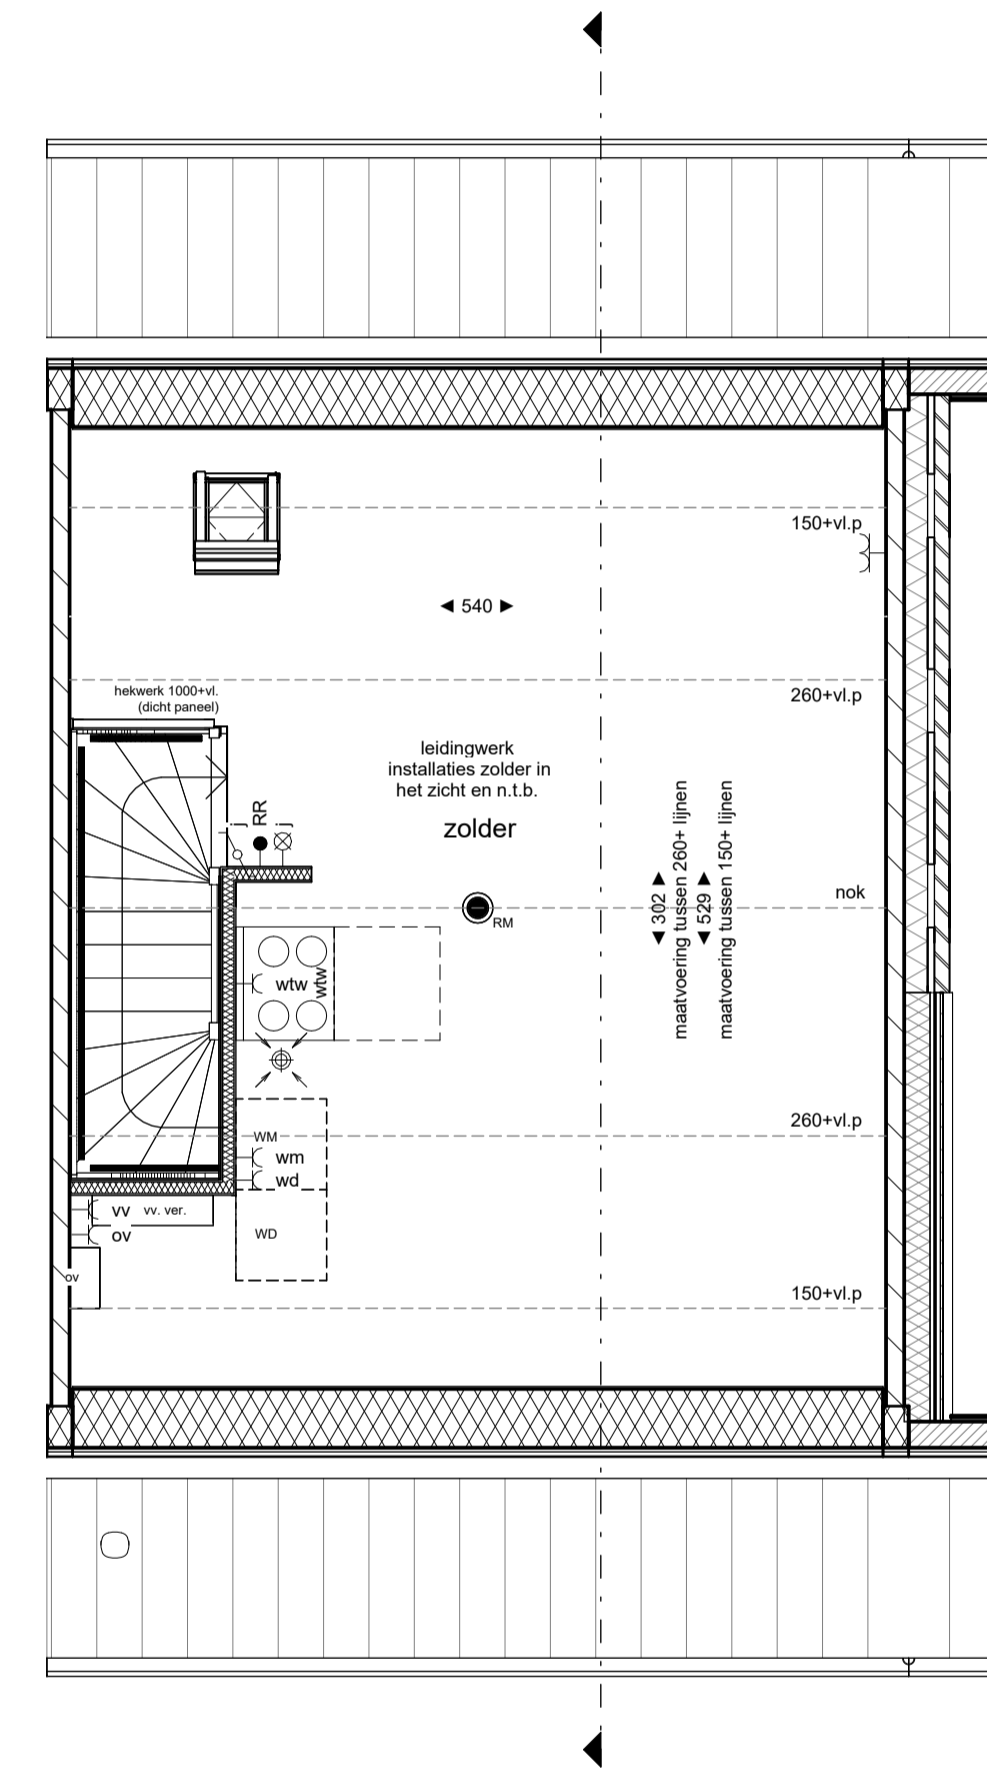 150+vl.p
◄ 540 ►
260+vl.p
hekwerk 1000+vl.
(dicht paneel)
leidingwerk
installaties zolder in
het zicht en n.t.b.
zolder
j
RR
j
◄ 302 ►
maatvoering tussen 260+ lijnen
◄ 529 ►
maatvoering tussen 150+ lijnen
nok
RM
wtw
wtw
260+vl.p
WM
wm
wd
vv
vv. ver.
ov
WD
ov
150+vl.p